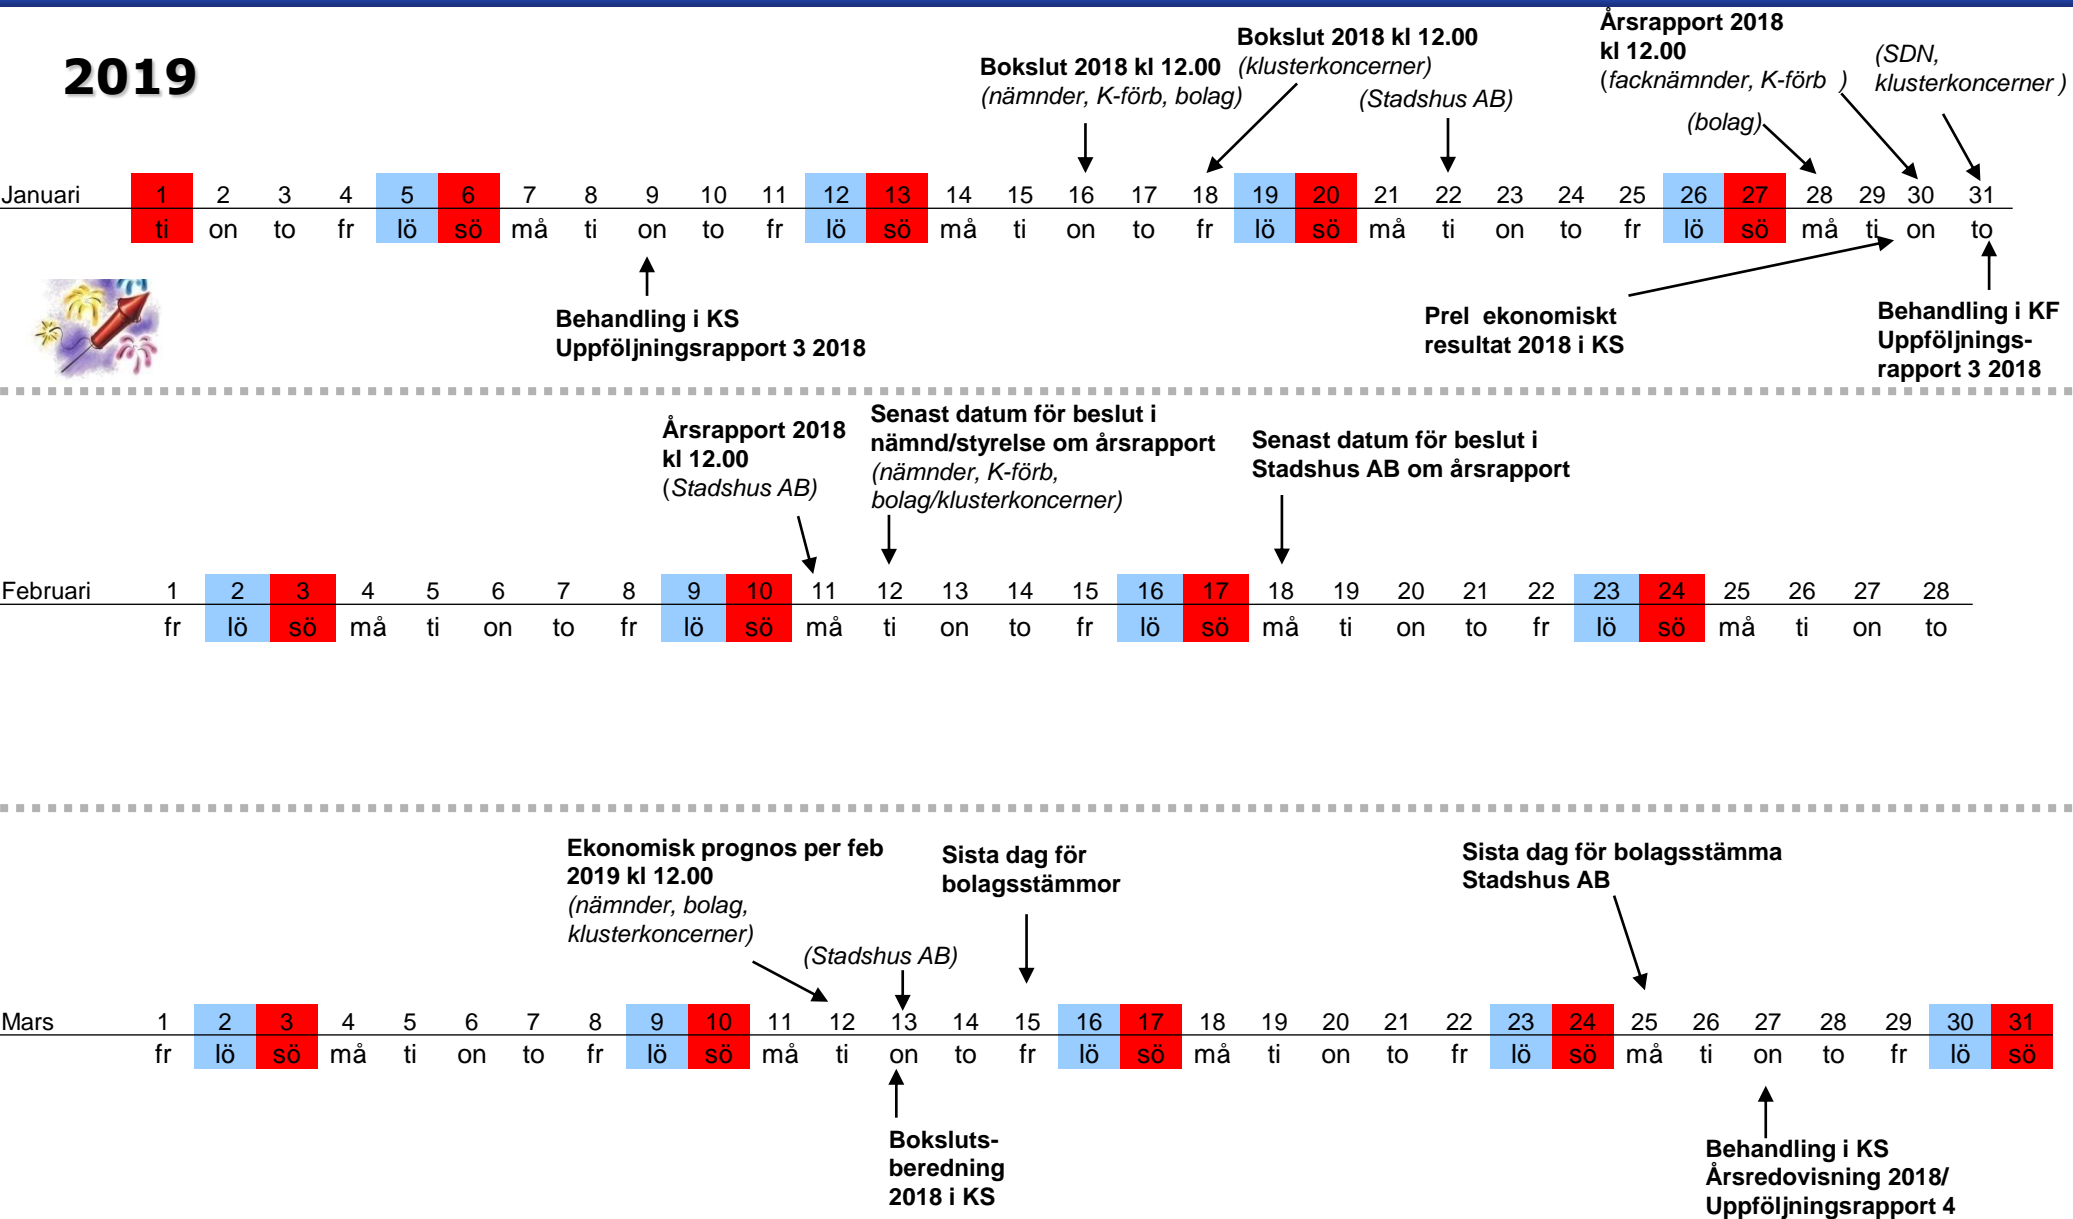 2019
Bokslut 2018 kl 12.00
(nämnder, K-förb, bolag)
Bokslut 2018 kl 12.00
(klusterkoncerner)
(Stadshus AB)
Årsrapport 2018
kl 12.00
(facknämnder, K-förb )
(bolag)
(SDN,
klusterkoncerner )
Januari 1 2 3 4 5 6 7 8 9 10 11 12 13 14 15 16 17 18 19 20 21 22 23 24 25 26 27 28 29 30 31
ti on to fr lö sö må ti on to fr lö sö må ti on to fr lö sö må ti on to fr lö sö må ti on to
Behandling i KS
Uppföljningsrapport 3 2018
Prel ekonomiskt
resultat 2018 i KS
Behandling i KF
Uppföljnings-
rapport 3 2018
Årsrapport 2018
kl 12.00
(Stadshus AB)
Senast datum för beslut i
nämnd/styrelse om årsrapport
(nämnder, K-förb,
bolag/klusterkoncerner)
Senast datum för beslut i
Stadshus AB om årsrapport
Februari 1 2 3 4 5 6 7 8 9 10 11 12 13 14 15 16 17 18 19 20 21 22 23 24 25 26 27 28
fr lö sö må ti on to fr lö sö må ti on to fr lö sö må ti on to fr lö sö må ti on to
Ekonomisk prognos per feb
2019 kl 12.00
(nämnder, bolag,
klusterkoncerner)
(Stadshus AB)
Sista dag för
bolagsstämmor
Sista dag för bolagsstämma
Stadshus AB
Mars 1 2 3 4 5 6 7 8 9 10 11 12 13 14 15 16 17 18 19 20 21 22 23 24 25 26 27 28 29 30 31
fr lö sö må ti on to fr lö sö må ti on to fr lö sö må ti on to fr lö sö må ti on to fr lö sö
Boksluts-
beredning
2018 i KS
Behandling i KS
Årsredovisning 2018/
Uppföljningsrapport 4